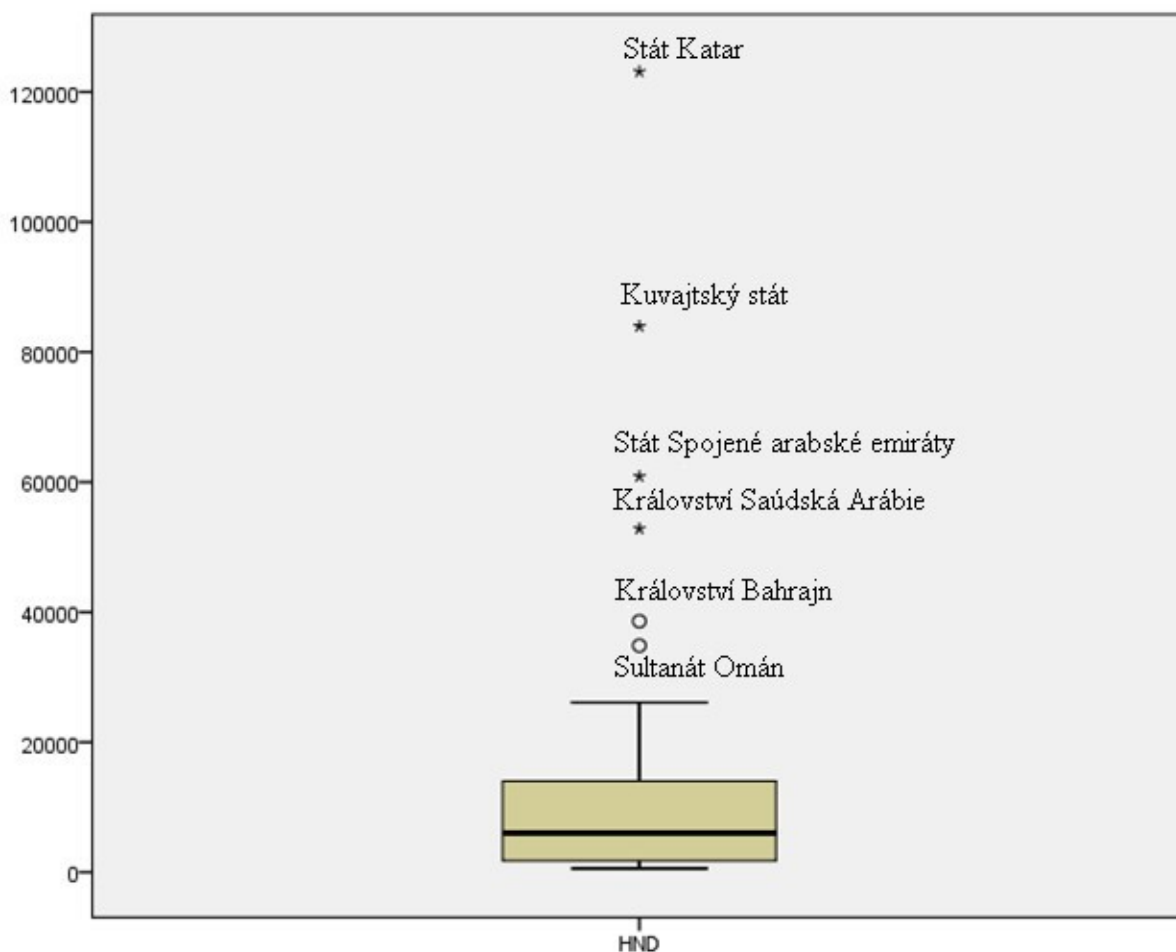 Stát Katar
120000
100000
Kuvajtský stát
80000
Stát Spojené arabské emiráty
60000
Království Saúdská Arábie
Království Bahrajn
40000
Sultanát Omán
20000
0
HND